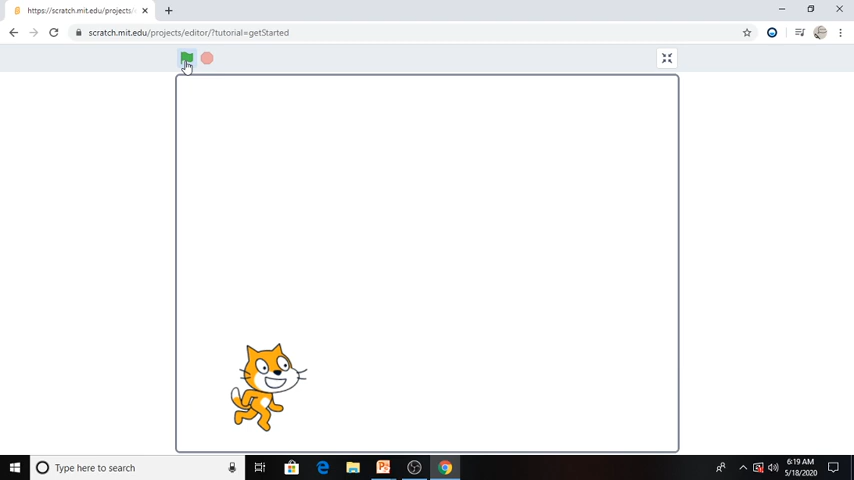 https://scratch.mit.edu/projects/
scratch.mit.edu/projects/editor/?tutorial=getStarted
Type here to search
6:19 AM
5/18/2020